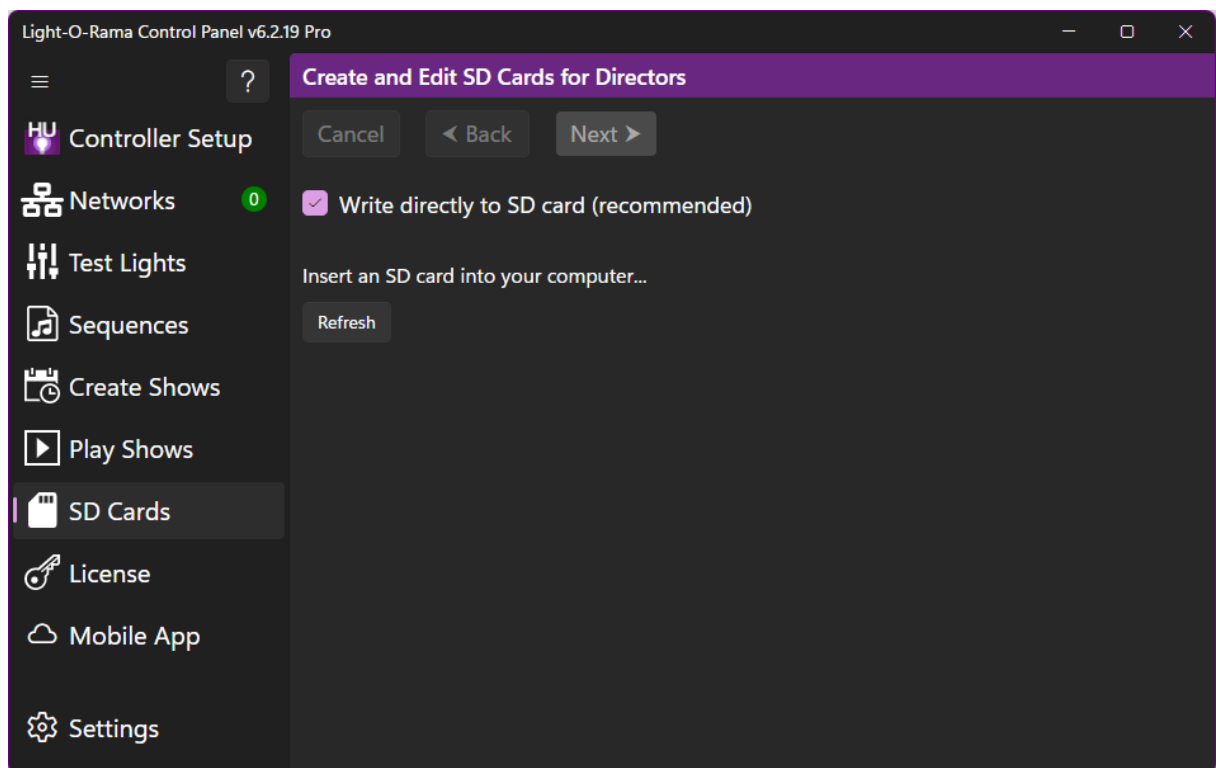 Light-O-Rama Control Panel v6.2.19 Pro
?
Create and Edit SD Cards for Directors
HU Controller Setup
Cancel
Back
Next
Networks 0
Write directly to SD card (recommended)
Test Lights
Insert an SD card into your computer...
Sequences
Refresh
Create Shows
Play Shows
SD Cards
License
Mobile App
Settings